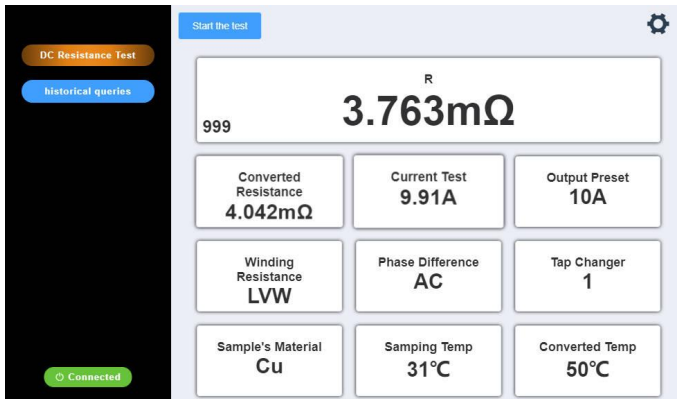 Start the test
DC Resistance Test
historical queries
R
3.763mΩ
999
Converted
Resistance
4.042mΩ
Current Test
9.91A
Output Preset
10A
Winding
Resistance
LVW
Phase Difference
AC
Tap Changer
1
Sample's Material
Cu
Samping Temp
31℃
Converted Temp
50℃
Connected